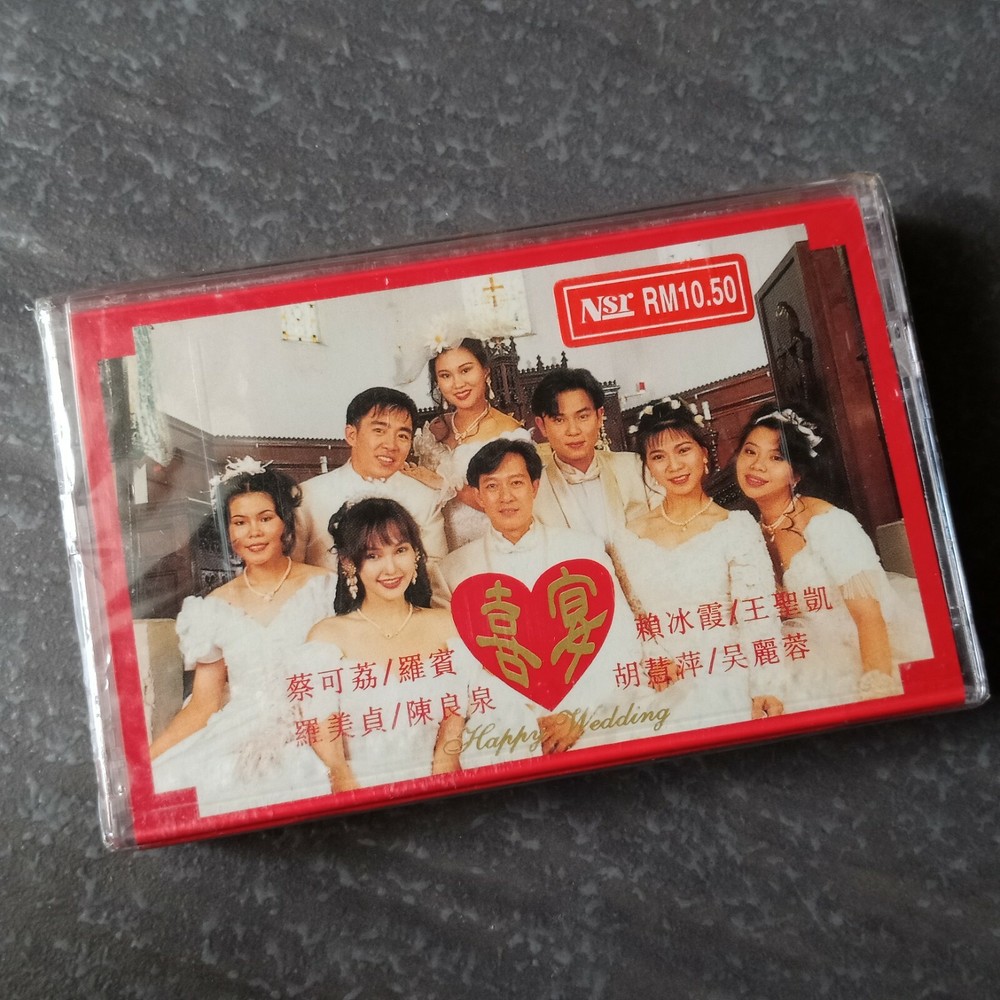 Nsr RM10.50
喜宴
蔡可荔/羅賓
羅美貞/陳良泉
賴冰霞/王聖凱
胡慧萍/吴麗蓉
Happy Wedding